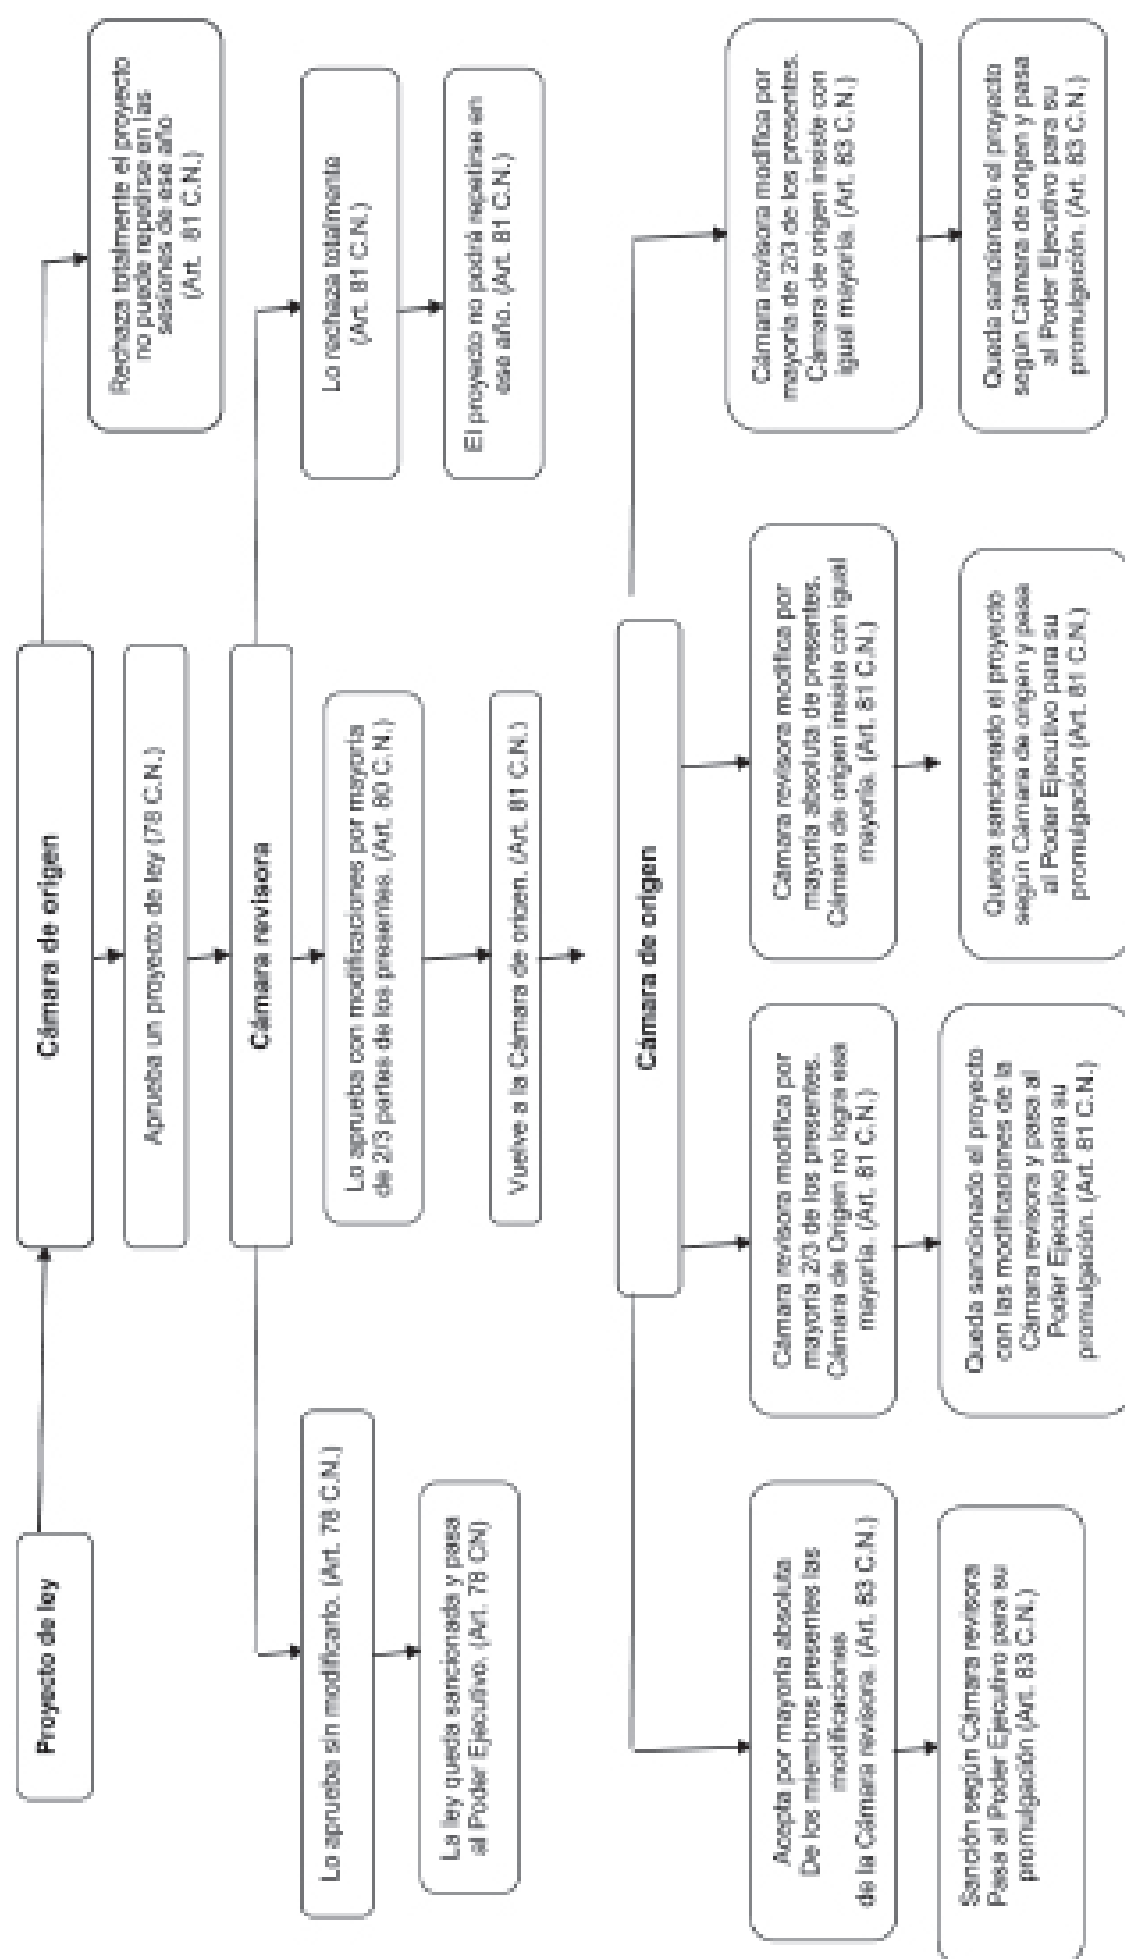 Proyecto de ley
Cámara de origen
Rechaza totalmente el proyecto
no puede repetirse en las
sesiones de ese año
(Art. 81 C.N.)
Aprueba un proyecto de ley (78 C.N.)
Cámara revisora
Lo aprueba sin modificarlo. (Art. 78 C.N.)
La ley queda sancionada y pasa
al Poder Ejecutivo. (Art. 78 CN)
Lo aprueba con modificaciones por mayoría
de 2/3 partes de los presentes. (Art. 80 C.N.)
Vuelve a la Cámara de origen. (Art. 81 C.N.)
Lo rechaza totalmente
(Art. 81 C.N.)
El proyecto no podrá repetirse en
ese año. (Art. 81 C.N.)
Cámara de origen
Acepta por mayoría absoluta
De los miembros presentes las
modificaciones
de la Cámara revisora. (Art. 83 C.N.)
Sanción según Cámara revisora
Pasa al Poder Ejecutivo para su
promulgación (Art. 83 C.N.)
Cámara revisora modifica por
mayoría 2/3 de los presentes.
Cámara de Origen no logra esa
mayoría. (Art. 81 C.N.)
Queda sancionado el proyecto
con las modificaciones de la
Cámara revisora y pasa al
Poder Ejecutivo para su
promulgación. (Art. 81 C.N.)
Cámara revisora modifica por
mayoría absoluta de presentes.
Cámara de origen insiste con igual
mayoría. (Art. 81 C.N.)
Queda sancionado el proyecto
según Cámara de origen y pasa
al Poder Ejecutivo para su
promulgación (Art. 81 C.N.)
Cámara revisora modifica por
mayoría de 2/3 de los presentes.
Cámara de origen insiste con
igual mayoría. (Art. 83 C.N.)
Queda sancionado el proyecto
según Cámara de origen y pasa
al Poder Ejecutivo para su
promulgación. (Art. 83 C.N.)